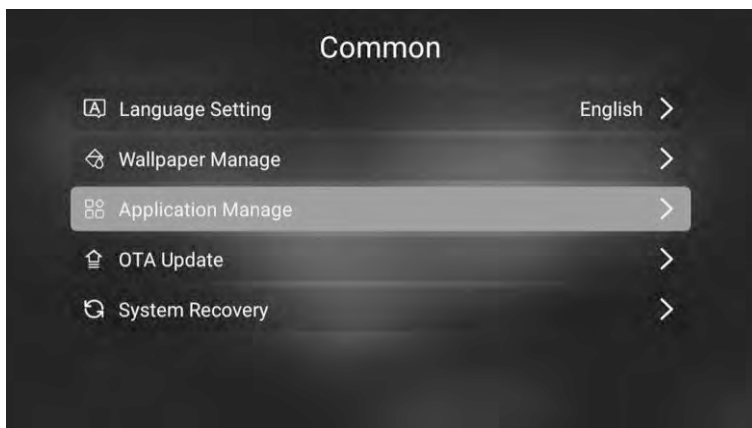 Common
Language Setting English
Wallpaper Manage
Application Manage
OTA Update
System Recovery